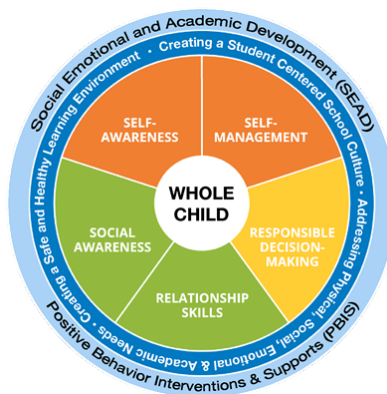 Social Emotional and Academic Development (SEAD)
Creating a Student Centered School Culture • Addressing Physical, Social, Emotional & Academic Needs • Creating a Safe and Healthy Learning Environment •
SELF-
AWARENESS
SELF-
MANAGEMENT
WHOLE
CHILD
SOCIAL
AWARENESS
RESPONSIBLE
DECISION-
MAKING
RELATIONSHIP
SKILLS
Positive Behavior Interventions & Supports (PBIS)